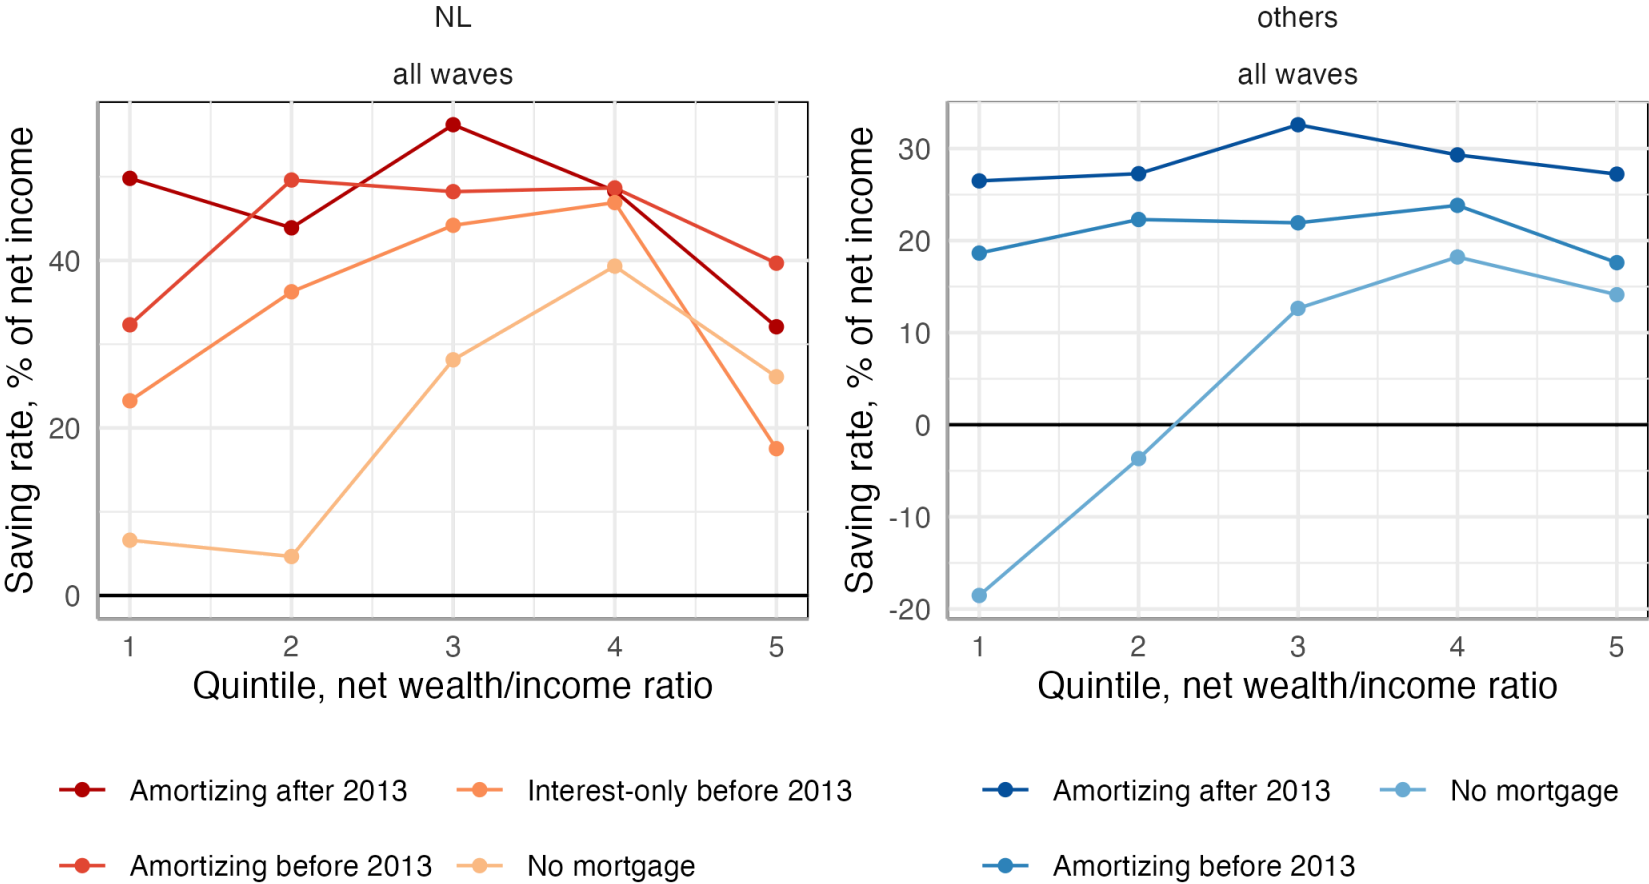 NL
all waves
Saving rate, % of net income
40
20
0
1 2 3 4 5
Quintile, net wealth/income ratio
Amortizing after 2013
Interest-only before 2013
Amortizing before 2013
No mortgage
others
all waves
Saving rate, % of net income
30
20
10
0
-10
-20
1 2 3 4 5
Quintile, net wealth/income ratio
Amortizing after 2013
No mortgage
Amortizing before 2013